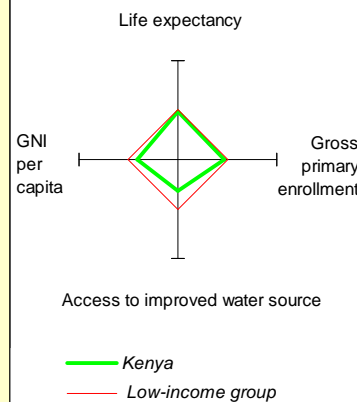 Life expectancy
GNI
per
capita
Gross
primary
enrollment
Access to improved water source
Kenya
Low-income group